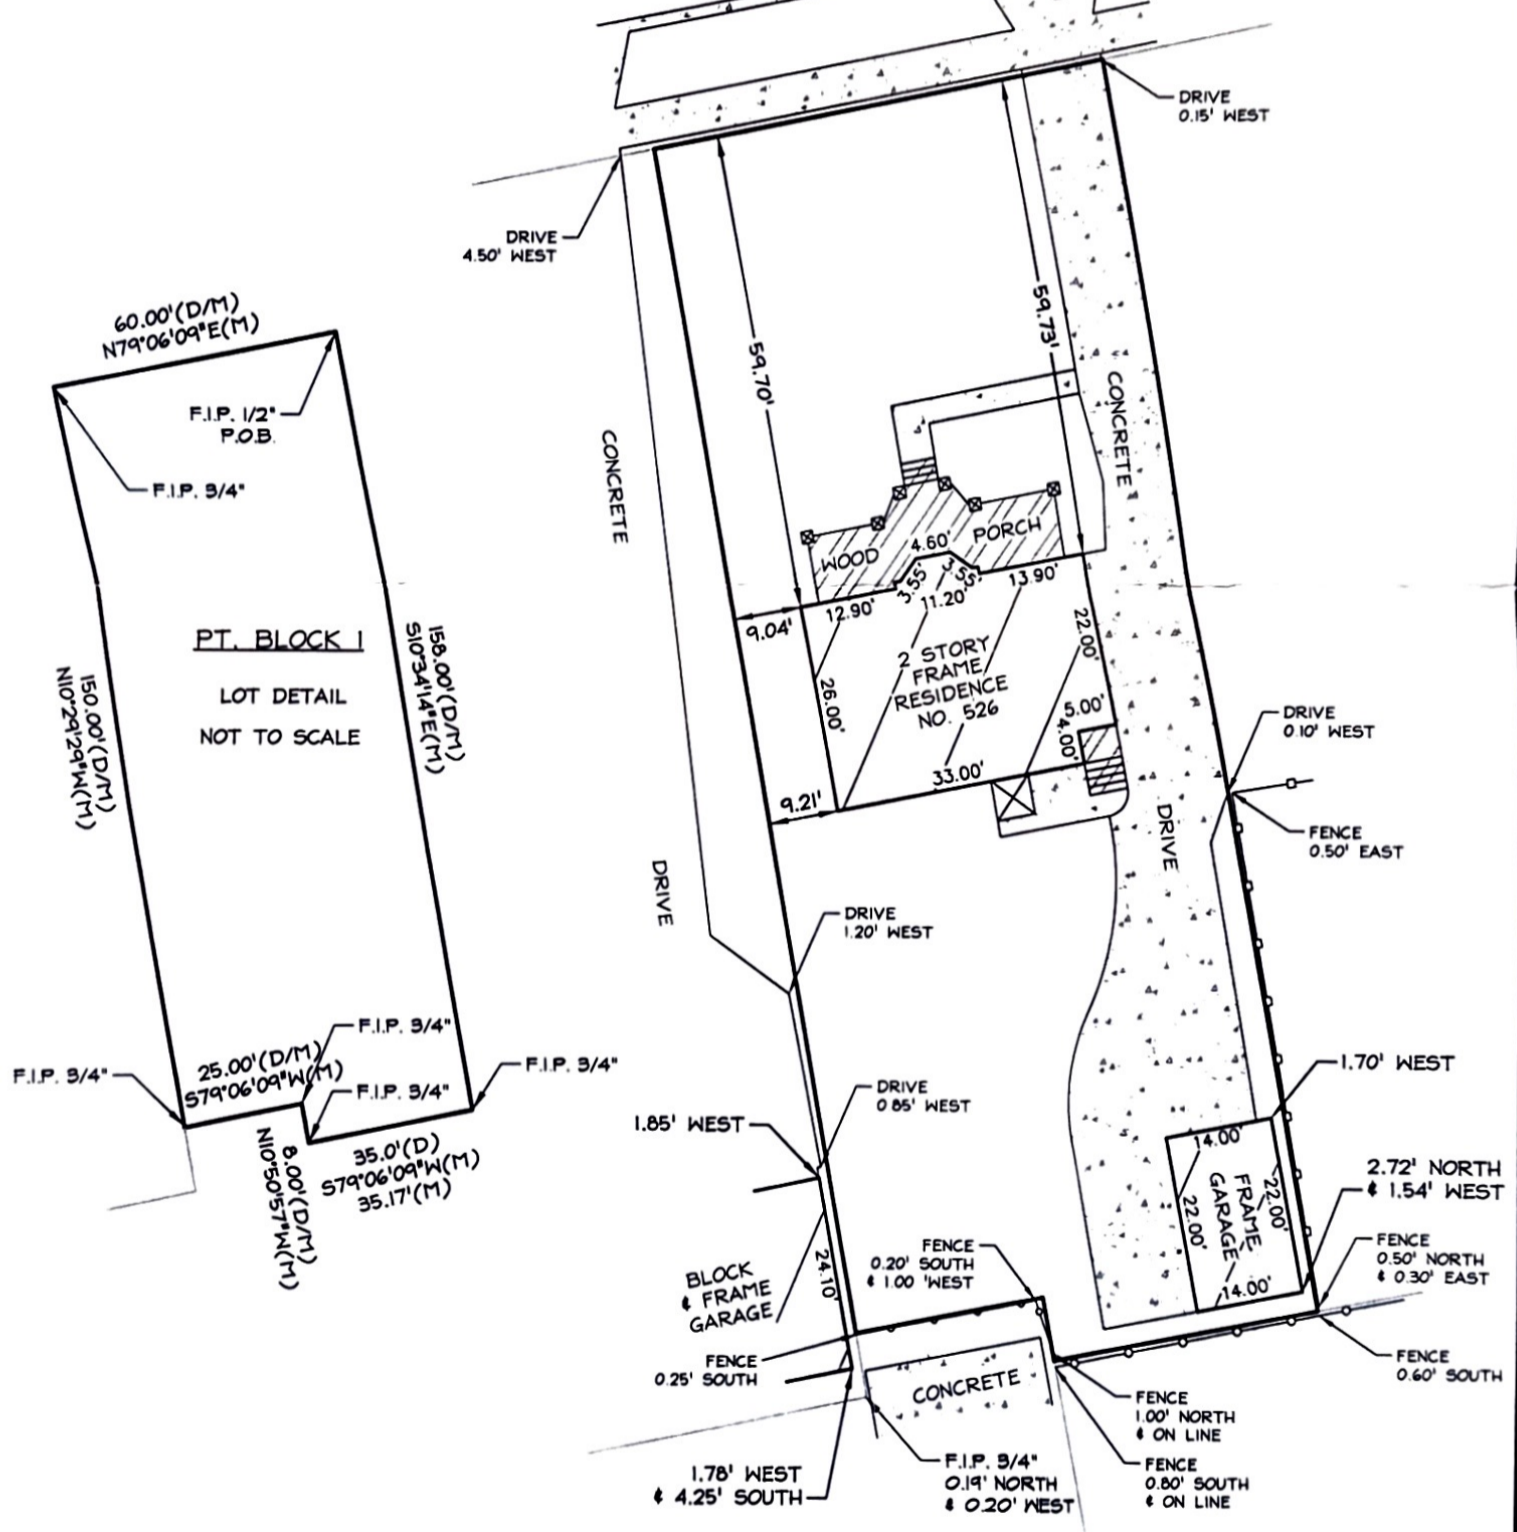 DRIVE
0.15' WEST
DRIVE
4.50' WEST
60.00'(D/M)
N79°06'09"E(M)
F.I.P. 1/2"
P.O.B.
F.I.P. 3/4"
59.70'
59.73'
CONCRETE
CONCRETE
WOOD
PORCH
4.60'
3.55'
3.55'
12.90'
11.20'
13.90'
9.04'
22.00'
26.00'
2 STORY
FRAME
RESIDENCE
NO. 526
5.00'
4.00'
33.00'
9.21'
PT. BLOCK 1
LOT DETAIL
NOT TO SCALE
150.00'(D/M)
N10°29'29"W(M)
158.00'(D/M)
S10°34'14"E(M)
DRIVE
0.10' WEST
FENCE
0.50' EAST
DRIVE
DRIVE
DRIVE
1.20' WEST
F.I.P. 3/4"
F.I.P. 3/4"
F.I.P. 3/4"
F.I.P. 3/4"
25.00'(D/M)
S79°06'09"W(M)
8.00'(D/M)
N10°50'57"W(M)
35.0'(D)
S79°06'09"W(M)
35.17'(M)
DRIVE
0.85' WEST
1.85' WEST
1.70' WEST
14.00'
FRAME
GARAGE
22.00'
22.00'
14.00'
2.72' NORTH
& 1.54' WEST
FENCE
0.50' NORTH
& 0.30' EAST
FENCE
0.20' SOUTH
& 1.00 'WEST
BLOCK
& FRAME
GARAGE
24.10'
FENCE
0.25' SOUTH
CONCRETE
FENCE
0.60' SOUTH
FENCE
1.00' NORTH
& ON LINE
FENCE
0.80' SOUTH
& ON LINE
F.I.P. 3/4"
0.19' NORTH
& 0.20' WEST
1.78' WEST
& 4.25' SOUTH